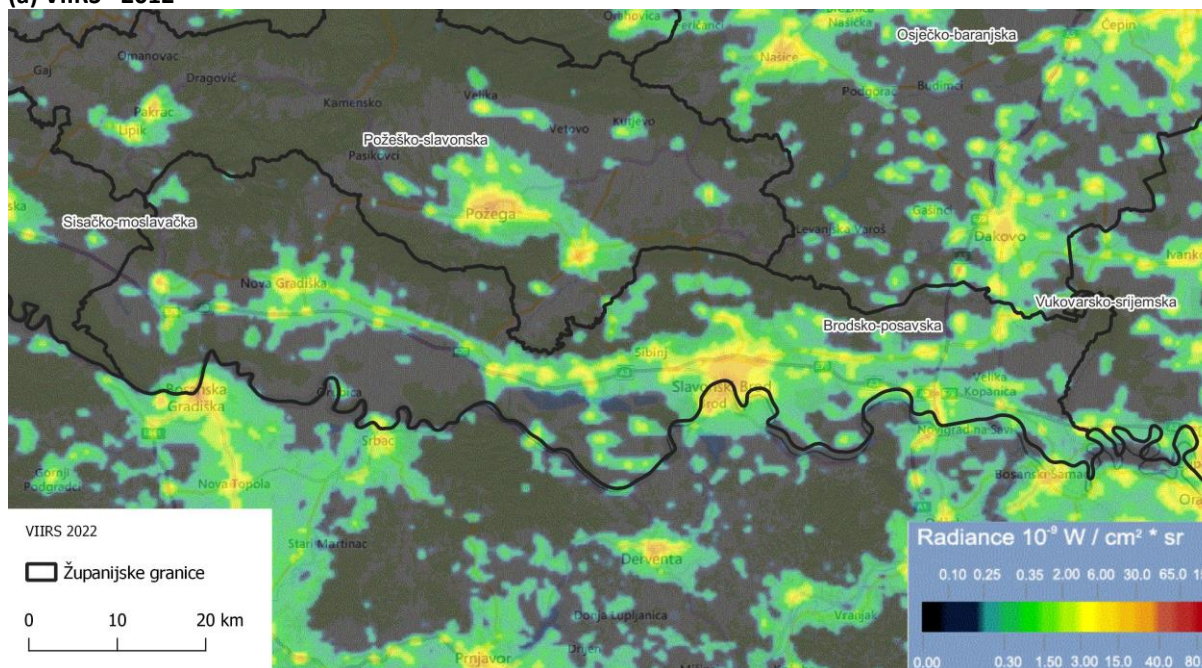 (a) VIIRS - 2012
Našička
Čepin
Omanovac
Osječko-baranjska
Gaj
Dragović
Našice
Podgorač
Budimci
Kamensko
Velika
Pakrac
Lipik
Vetovo
Kutjevo
Požeško-slavonska
Pasikovci
Sisačko-moslavačka
Požega
Gašinci
Levanjska Varoš
Đakovo
Nova Gradiška
Vukovarsko-srijemska
Brodsko-posavska
Sibinj
Slavonski Brod
Brod
Velika
Kopanica
Bosanska
Gradiška
Srbac
Gornji
Podgradci
Nova Topola
Bosanski Šamac
VIIRS 2022
Županijske granice
0 10 20 km
Stari Martinac
Derventa
Donja Lupljanica
Vranjak
Prnjavor
Radiance 10⁻⁹ W / cm² * sr
0.10 0.25 0.35 2.00 6.00 30.0 65.0
0.00 0.30 1.50 3.00 15.0 40.0